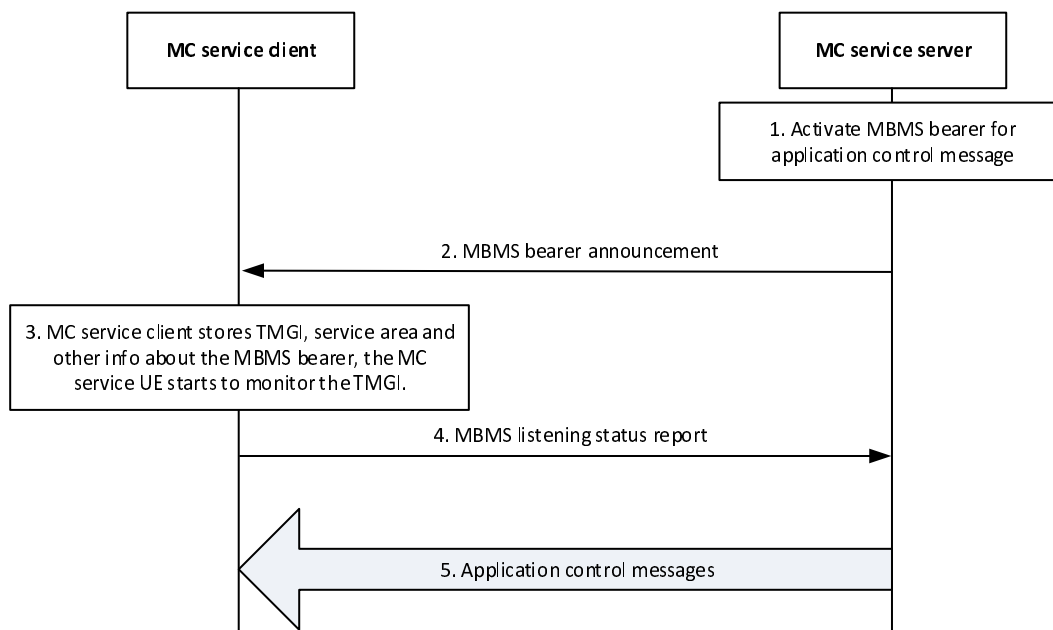 MC service client
MC service server
1. Activate MBMS bearer for
application control message
2. MBMS bearer announcement
3. MC service client stores TMGI, service area and
other info about the MBMS bearer, the MC
service UE starts to monitor the TMGI.
4. MBMS listening status report
5. Application control messages